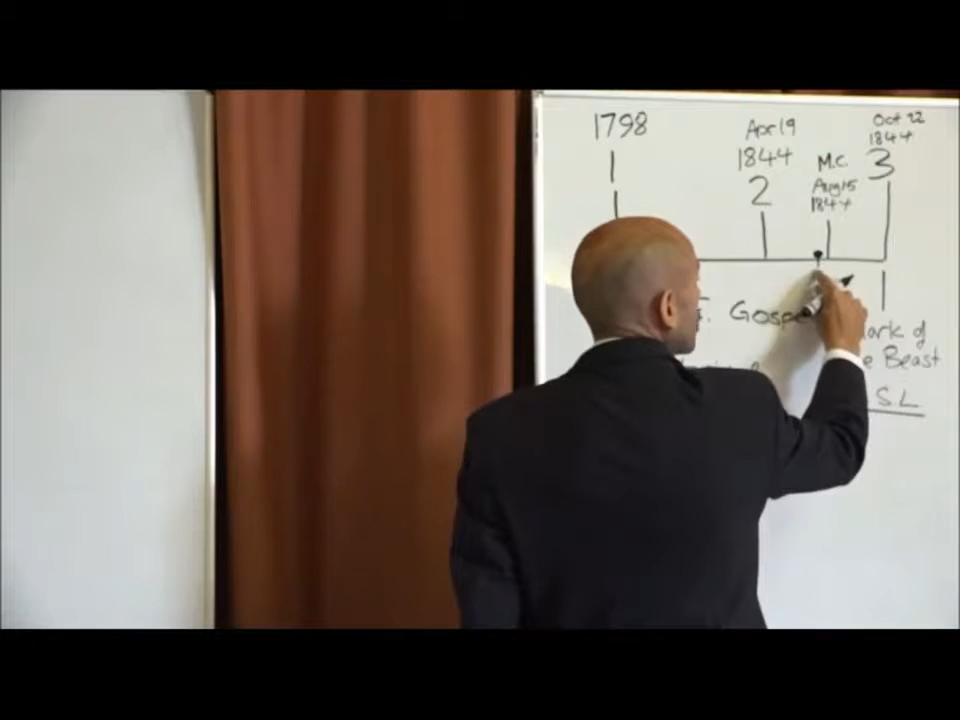 1798
1
Apr 19
1844
2
M.C.
Aug 15
1844
Oct 22
1844
3
Gospe
ark of
e Beast
S L